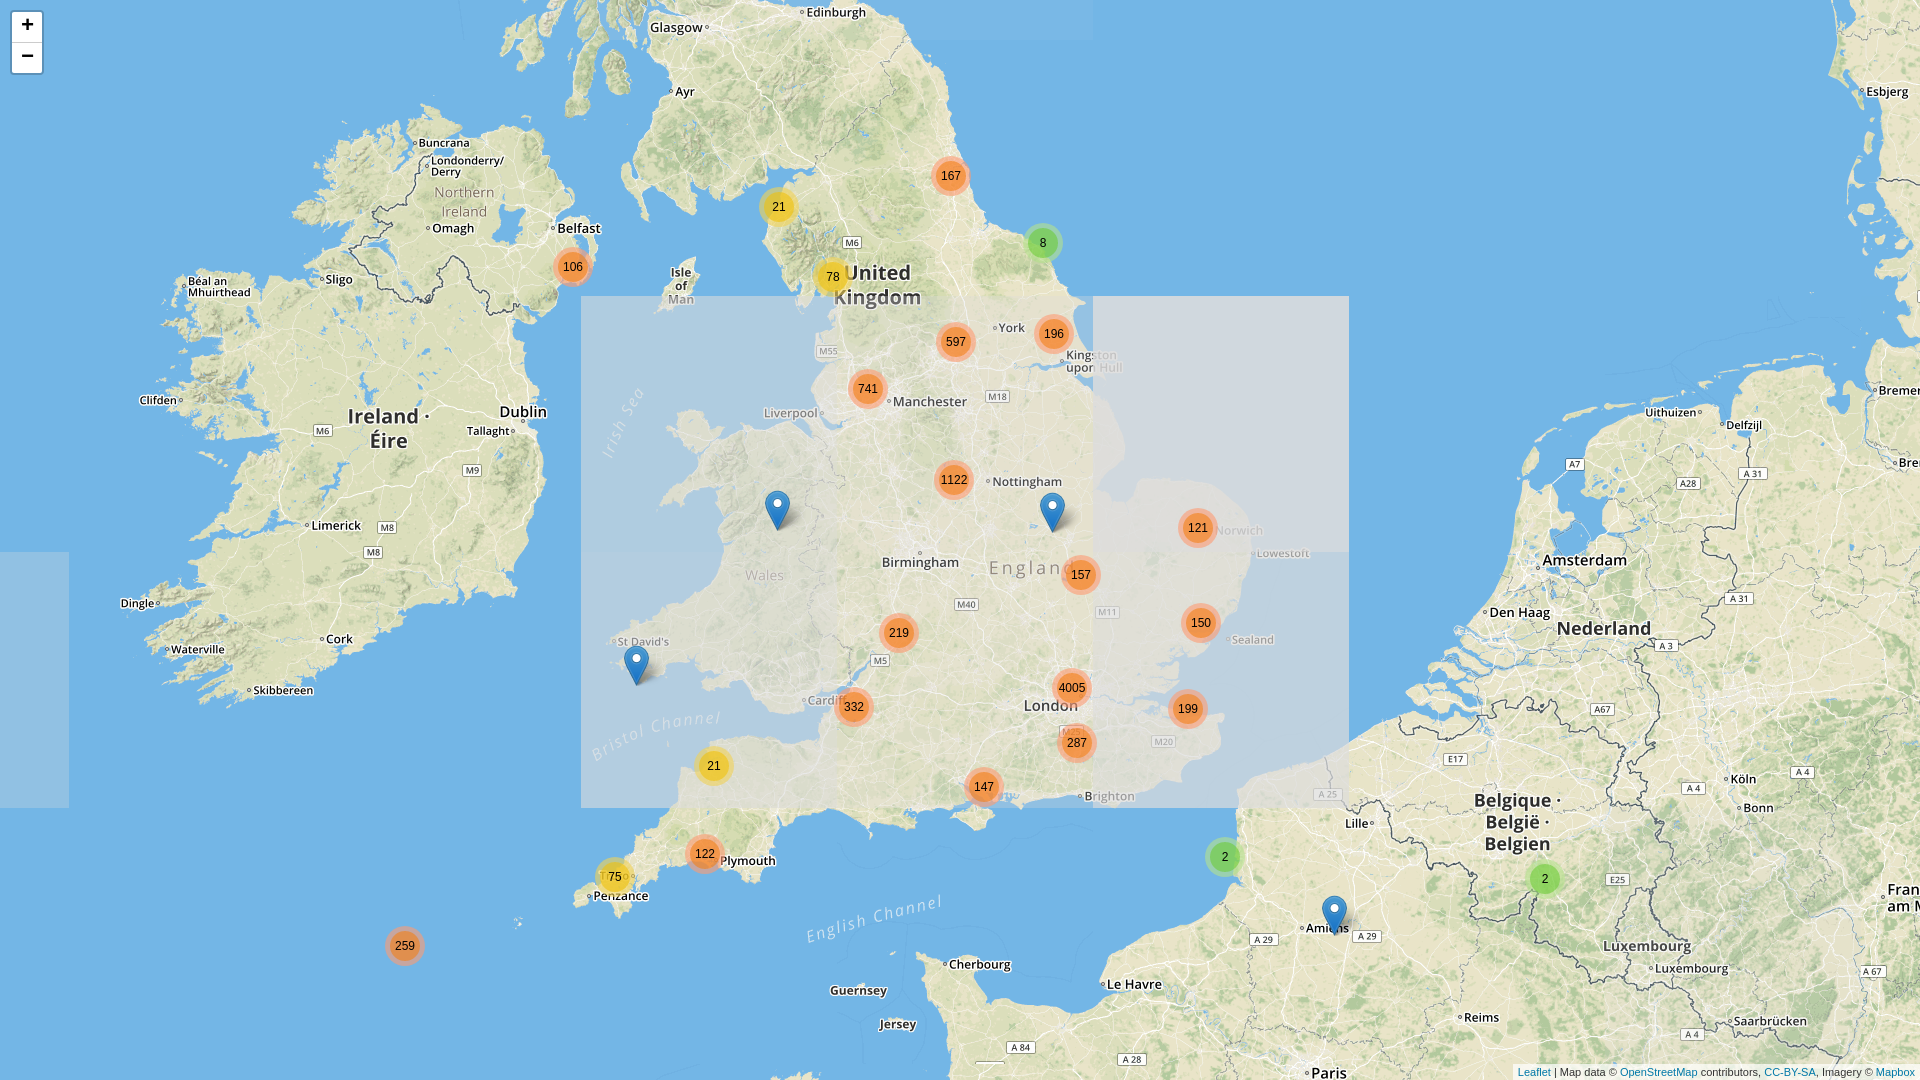 +
−
Edinburgh
Glasgow
Ayr
Esbjerg
Buncrana
Londonderry/
Derry
Northern
Ireland
Omagh
Belfast
106
167
21
M6
8
78
United
Kingdom
Isle
of
Man
Sligo
Béal an
Mhuirthead
York
196
597
M55
Kingston
upon Hull
741
Manchester
M18
Liverpool
Irish Sea
Clifden
Ireland ·
Éire
Dublin
Tallaght
M6
M9
Uithuizen
Delfzijl
A7
A 31
A28
1122
Nottingham
121
Norwich
Lowestoft
Limerick
M8
M8
Birmingham
England
157
Wales
M40
M11
Amsterdam
A 31
Den Haag
Nederland
A 3
Dingle
Cork
Waterville
Skibbereen
St David's
219
M5
150
Sealand
4005
London
199
Cardiff
332
287
M20
Bristol Channel
A67
E17
21
147
Brighton
A 25
Köln
A 4
A 4
Bonn
Belgique ·
België ·
Belgien
Lille
122
Plymouth
75
Penzance
2
2
E25
259
English Channel
Amiens
A 29
A 29
Luxembourg
Luxembourg
A 67
Cherbourg
Guernsey
Le Havre
Jersey
Reims
Saarbrücken
A 4
A 84
A 28
Paris
Leaflet | Map data © OpenStreetMap contributors, CC-BY-SA, Imagery © Mapbox